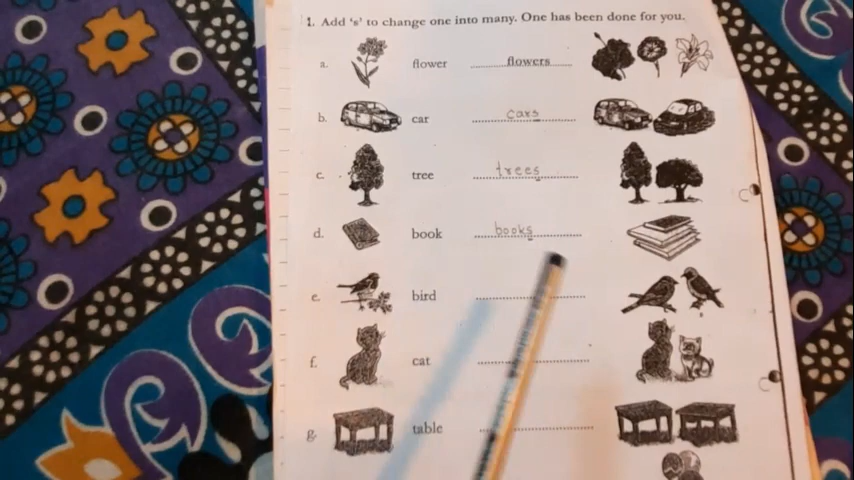 1. Add 's' to change one into many. One has been done for you.
a. flower flowers
b. car cars
c. tree trees
d. book books
e. bird
f. cat
g. table